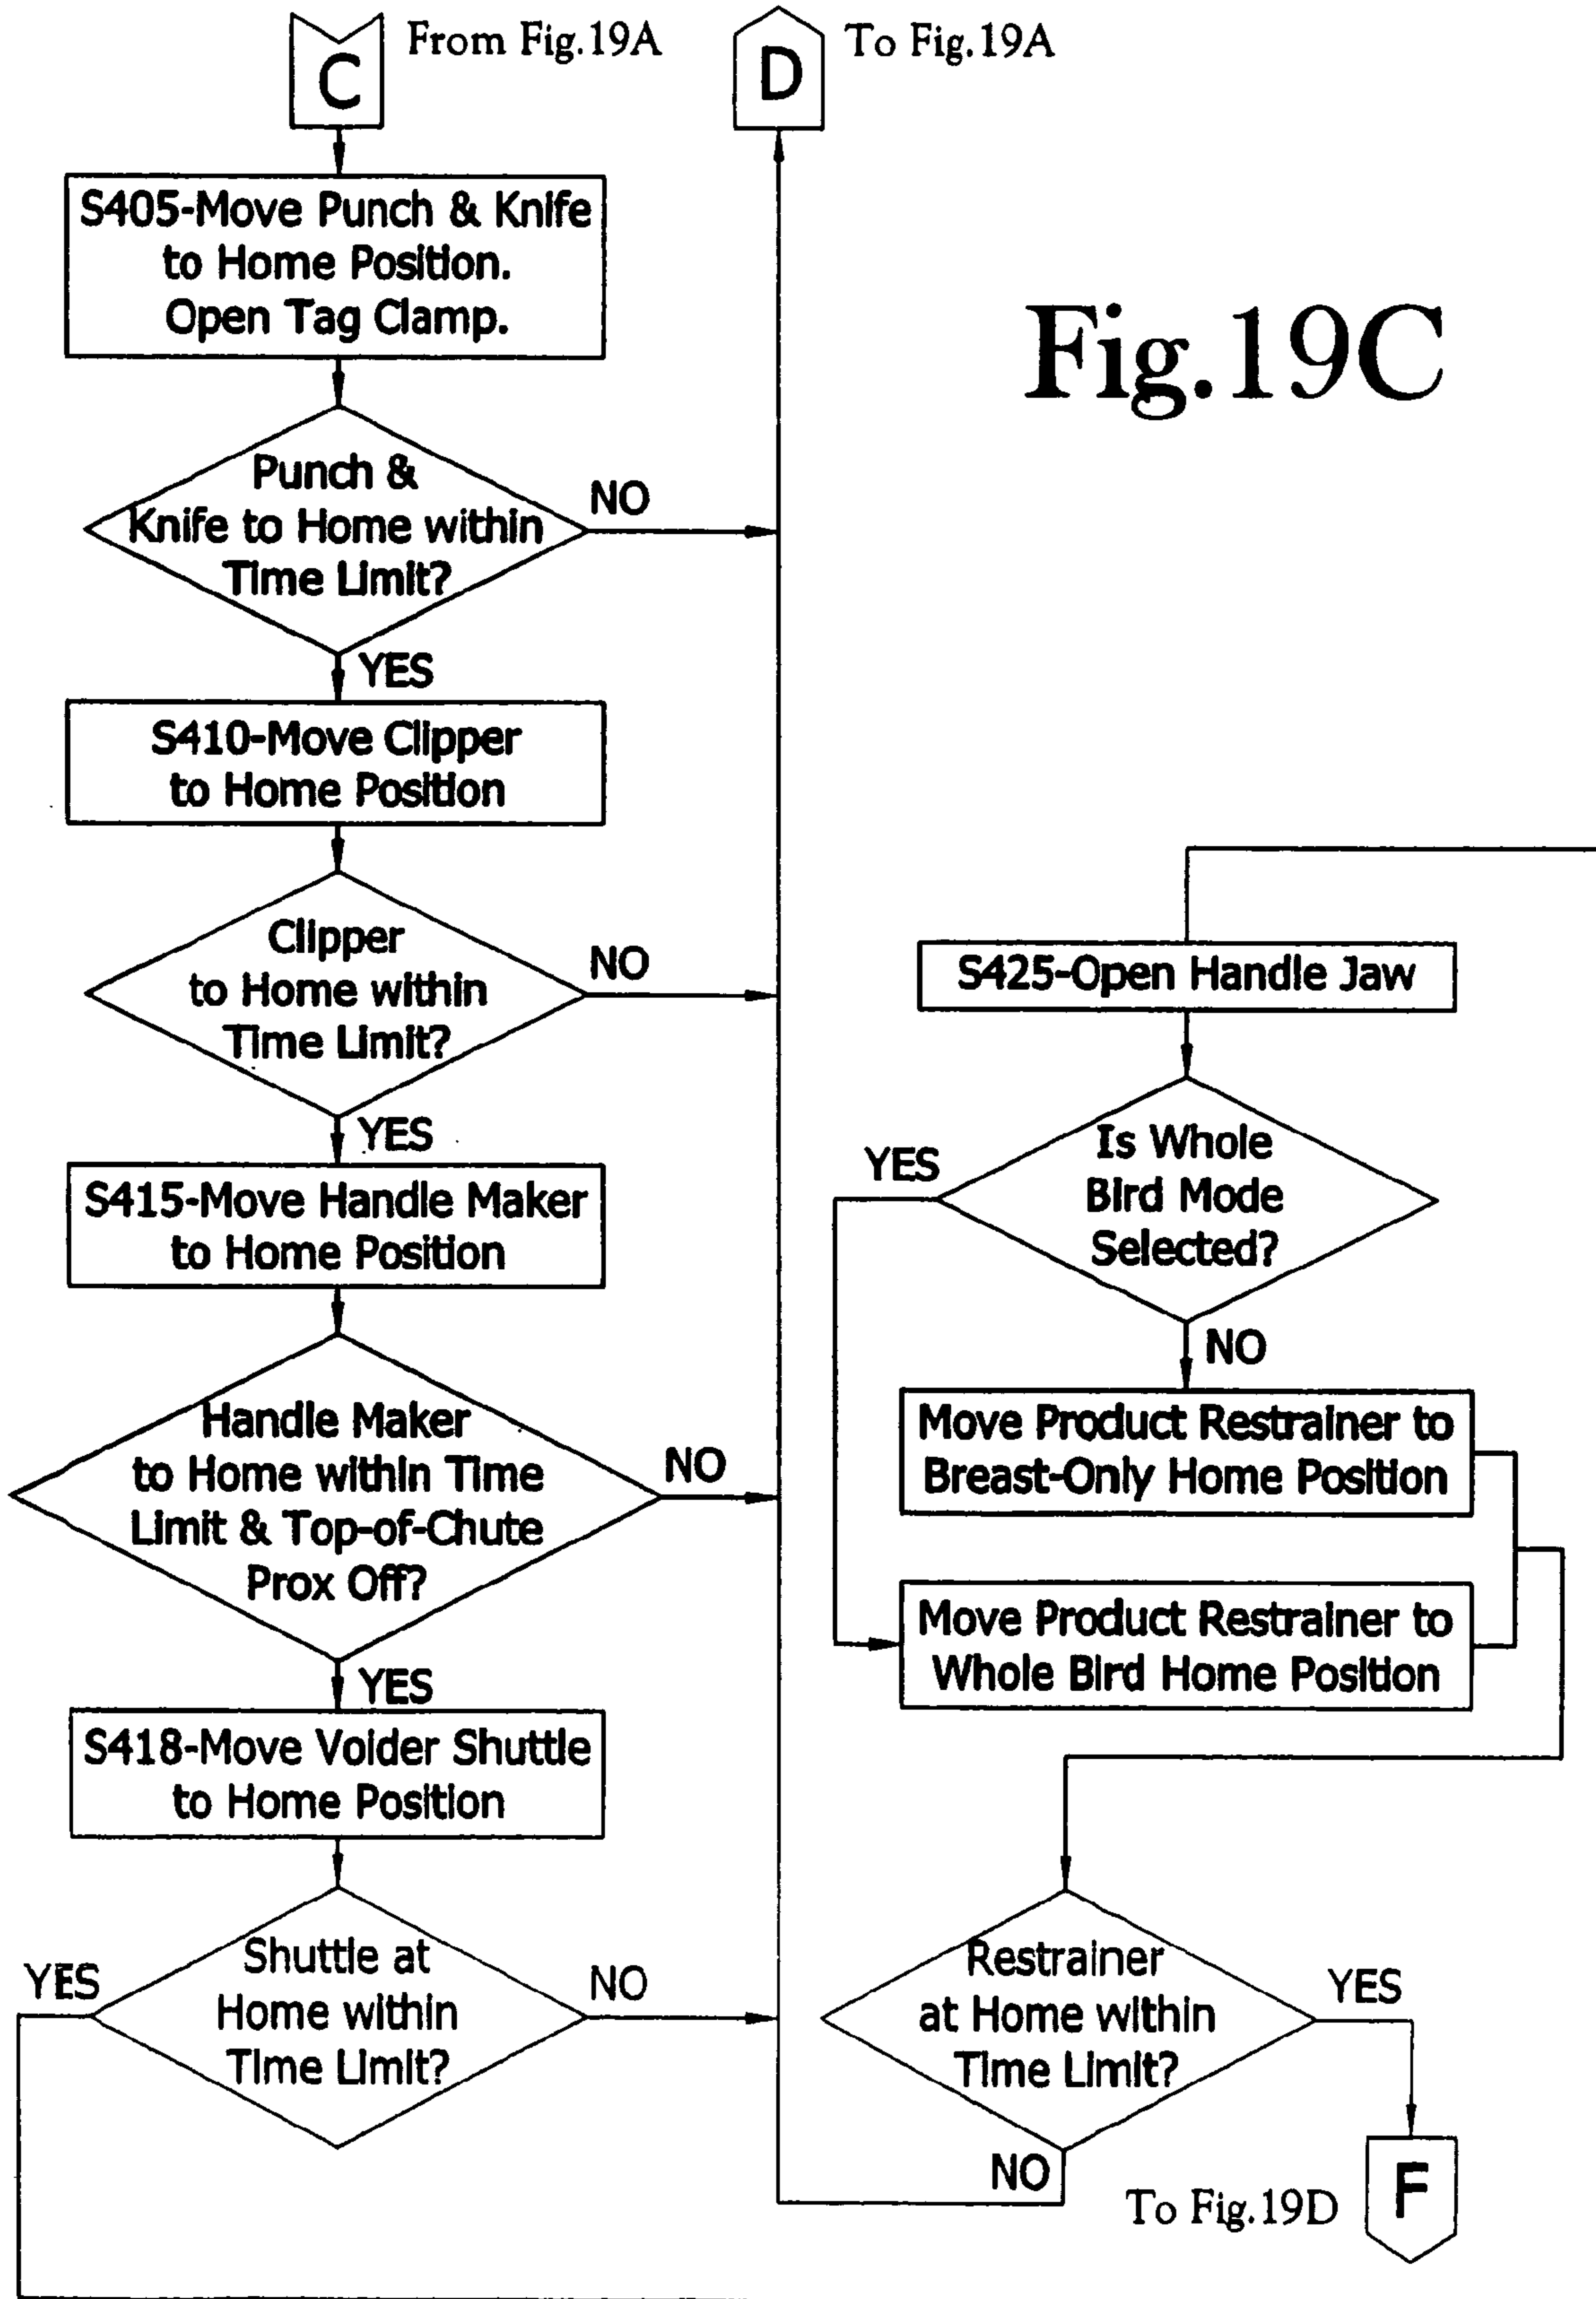 C
From Fig.19A
D
To Fig.19A
Fig.19C
S405-Move Punch & Knife
to Home Position.
Open Tag Clamp.
Punch &
Knife to Home within
Time Limit?
NO
YES
S410-Move Clipper
to Home Position
Clipper
to Home within
Time Limit?
NO
YES
S415-Move Handle Maker
to Home Position
Handle Maker
to Home within Time
Limit & Top-of-Chute
Prox Off?
NO
YES
S418-Move Voider Shuttle
to Home Position
Shuttle at
Home within
Time Limit?
YES
NO
S425-Open Handle Jaw
Is Whole
Bird Mode
Selected?
YES
NO
Move Product Restrainer to
Breast-Only Home Position
Move Product Restrainer to
Whole Bird Home Position
Restrainer
at Home within
Time Limit?
YES
NO
To Fig.19D
F